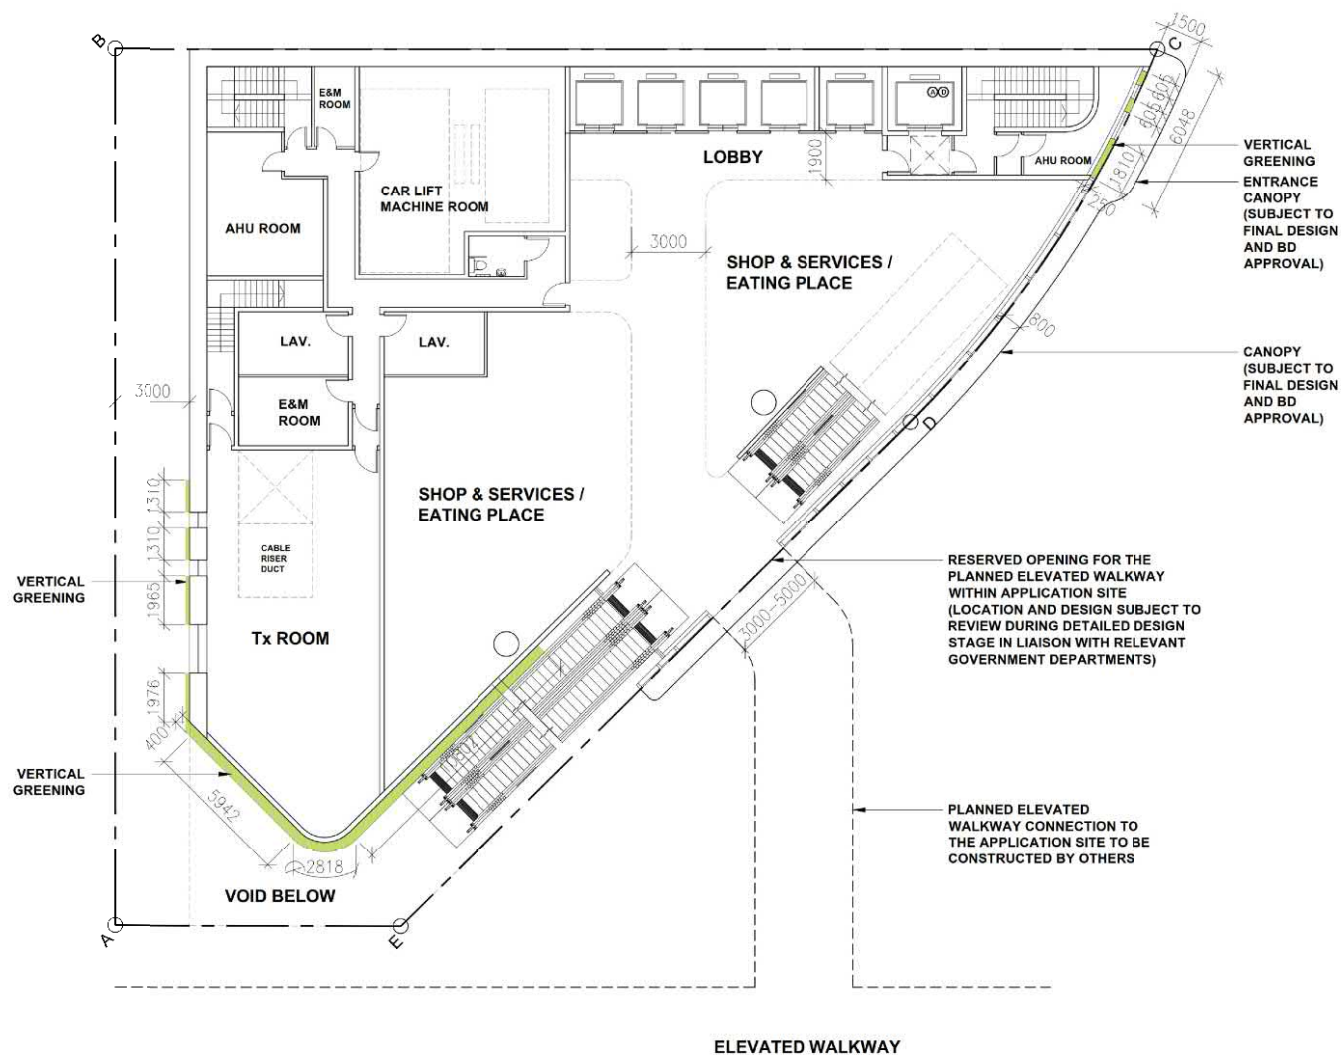 B
1500
C
605
605
6048
1810
250
VERTICAL
GREENING
ENTRANCE
CANOPY
(SUBJECT TO
FINAL DESIGN
AND BD
APPROVAL)
E&M
ROOM
CAR LIFT
MACHINE ROOM
LOBBY
1900
AHU ROOM
AHU ROOM
3000
SHOP & SERVICES /
EATING PLACE
800
CANOPY
(SUBJECT TO
FINAL DESIGN
AND BD
APPROVAL)
LAV.
LAV.
3000
E&M
ROOM
D
SHOP & SERVICES /
EATING PLACE
1310
1310
1965
1976
400
CABLE
RISER
DUCT
VERTICAL
GREENING
Tx ROOM
RESERVED OPENING FOR THE
PLANNED ELEVATED WALKWAY
WITHIN APPLICATION SITE
(LOCATION AND DESIGN SUBJECT TO
REVIEW DURING DETAILED DESIGN
STAGE IN LIAISON WITH RELEVANT
GOVERNMENT DEPARTMENTS)
3000-5000
VERTICAL
GREENING
5942
2818
PLANNED ELEVATED
WALKWAY CONNECTION TO
THE APPLICATION SITE TO BE
CONSTRUCTED BY OTHERS
VOID BELOW
A
E
ELEVATED WALKWAY